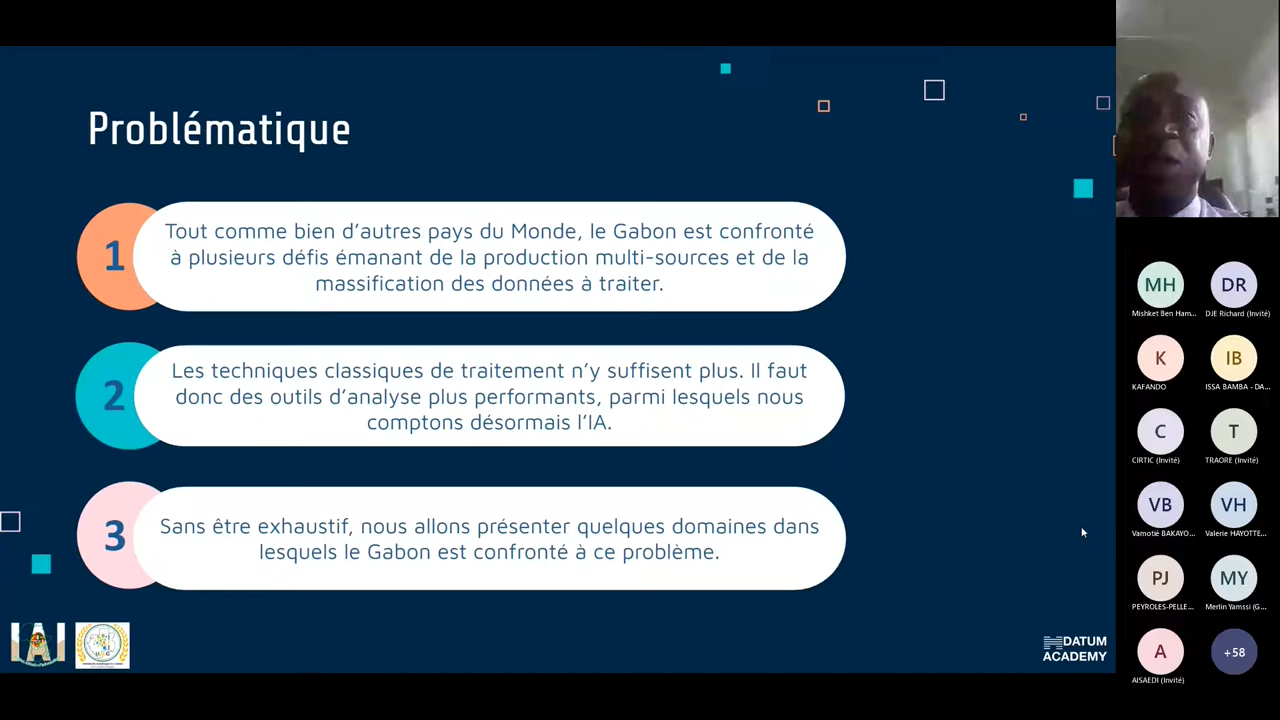 Problématique
1
Tout comme bien d’autres pays du Monde, le Gabon est confronté
à plusieurs défis émanant de la production multi-sources et de la
massification des données à traiter.
2
Les techniques classiques de traitement n’y suffisent plus. Il faut
donc des outils d’analyse plus performants, parmi lesquels nous
comptons désormais l’IA.
3
Sans être exhaustif, nous allons présenter quelques domaines dans
lesquels le Gabon est confronté à ce problème.
DATUM
ACADEMY
MH
DR
Mishket Ben Ham...
DJE Richard (Invité)
K
IB
KAFANDO
ISSA BAMBA - DA...
C
T
CIRTIC (Invité)
TRAORE (Invité)
VB
VH
Vamotié BAKAYO...
Valerie HAYOTTE...
PJ
MY
PEYROLES-PELLE...
Merlin Yamssi (G...
A
+58
AISAEDI (Invité)